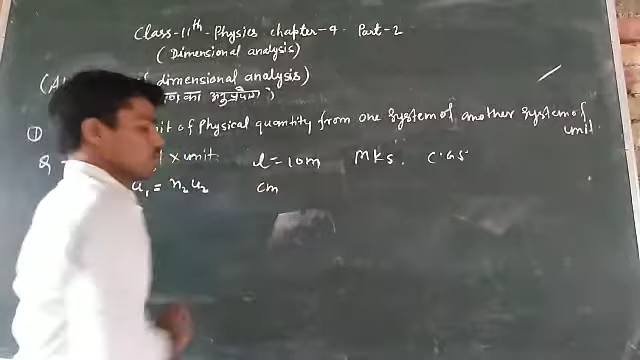 Class-11th Physics chapter-4 Part-2
(Dimensional analysis)
dimensional analysis)
का अनुप्रयोग)
① of Physical quantity from one system of another system of
unit.
Q x unit. l = 10m MKS. C.G.S
u₁ = n₂u₂ cm